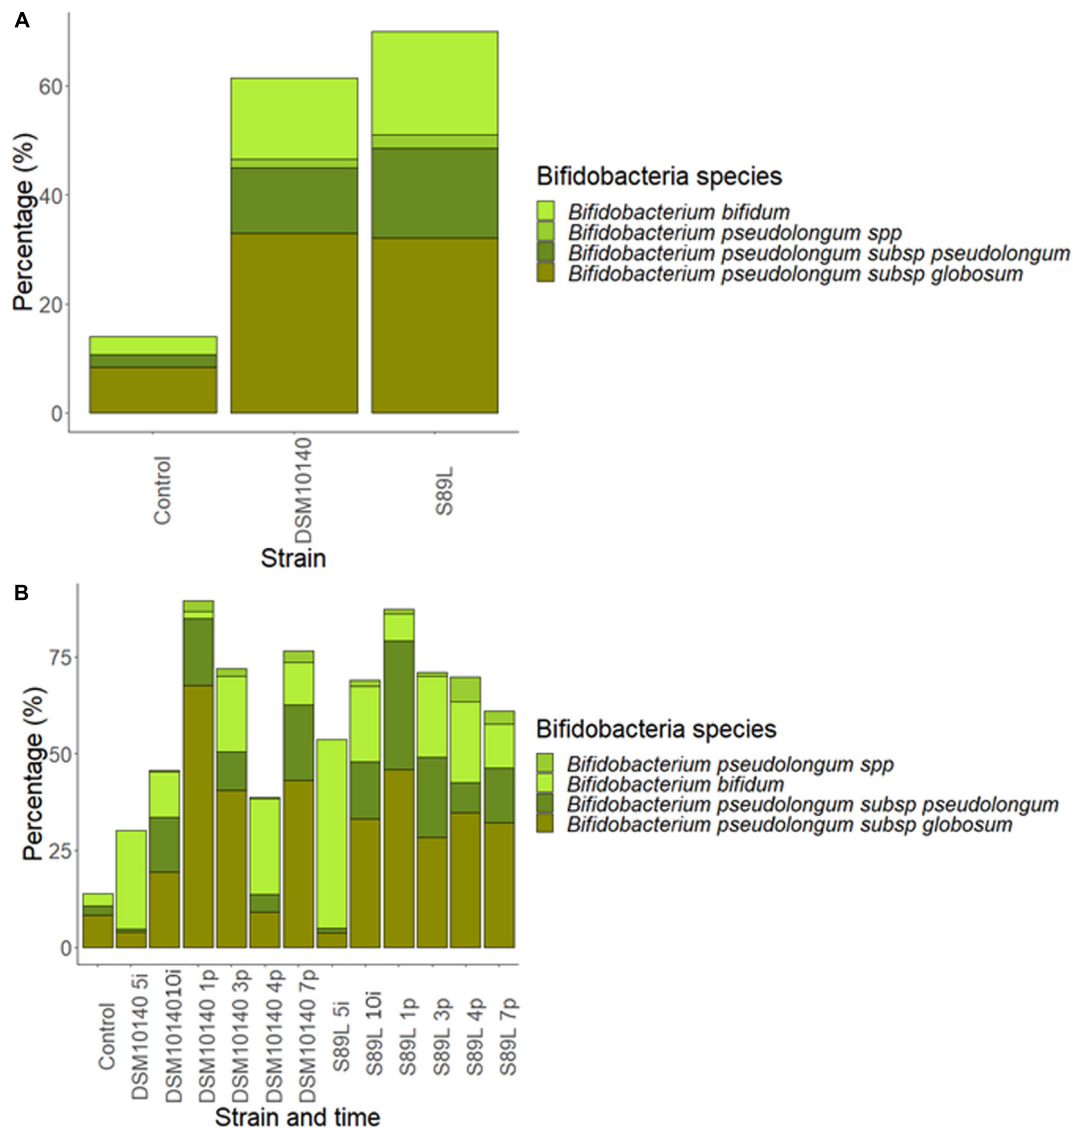 A
Percentage (%)
60
40
20
0
Control
DSM10140
S89L
Strain
Bifidobacteria species
Bifidobacterium bifidum
Bifidobacterium pseudolongum spp
Bifidobacterium pseudolongum subsp pseudolongum
Bifidobacterium pseudolongum subsp globosum
B
Percentage (%)
75
50
25
0
Control
DSM10140 5i
DSM1014010i
DSM10140 1p
DSM10140 3p
DSM10140 4p
DSM10140 7p
S89L 5i
S89L 10i
S89L 1p
S89L 3p
S89L 4p
S89L 7p
Strain and time
Bifidobacteria species
Bifidobacterium pseudolongum spp
Bifidobacterium bifidum
Bifidobacterium pseudolongum subsp pseudolongum
Bifidobacterium pseudolongum subsp globosum